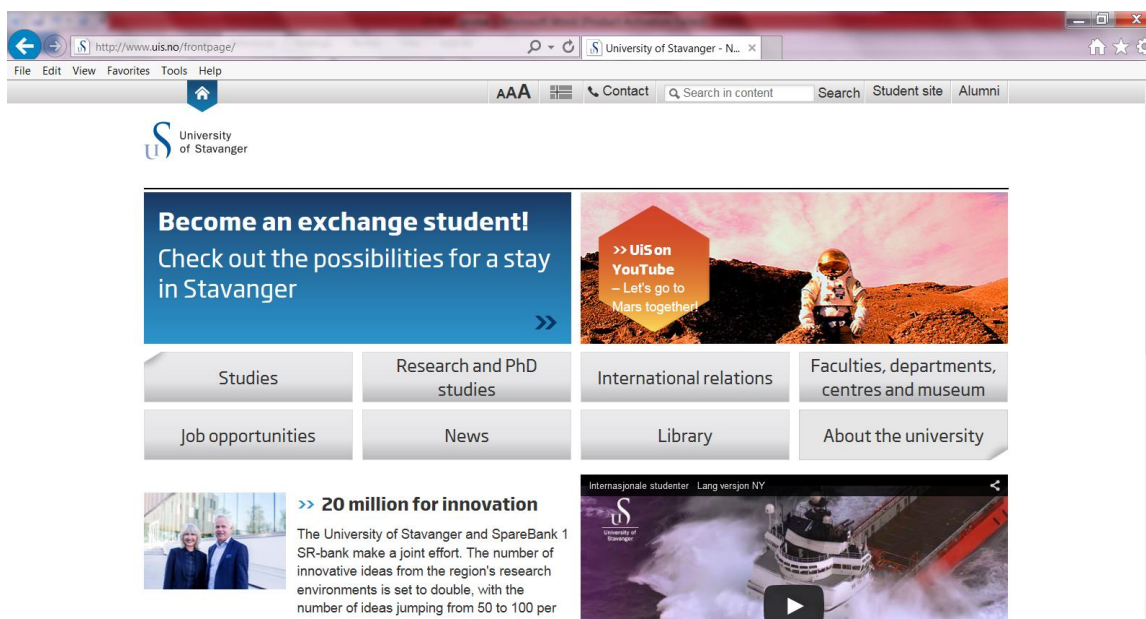 http://www.uis.no/frontpage/
University of Stavanger - N...
File Edit View Favorites Tools Help
AAA Contact Search in content Search Student site Alumni
University
of Stavanger
Become an exchange student!
Check out the possibilities for a stay
in Stavanger
>>
>> UiS on
YouTube
– Let's go to
Mars together!
Studies
Research and PhD
studies
International relations
Faculties, departments,
centres and museum
Job opportunities
News
Library
About the university
>> 20 million for innovation
The University of Stavanger and SpareBank 1
SR-bank make a joint effort. The number of
innovative ideas from the region's research
environments is set to double, with the
number of ideas jumping from 50 to 100 per
Internasjonale studenter Lang versjon NY
University of
Stavanger